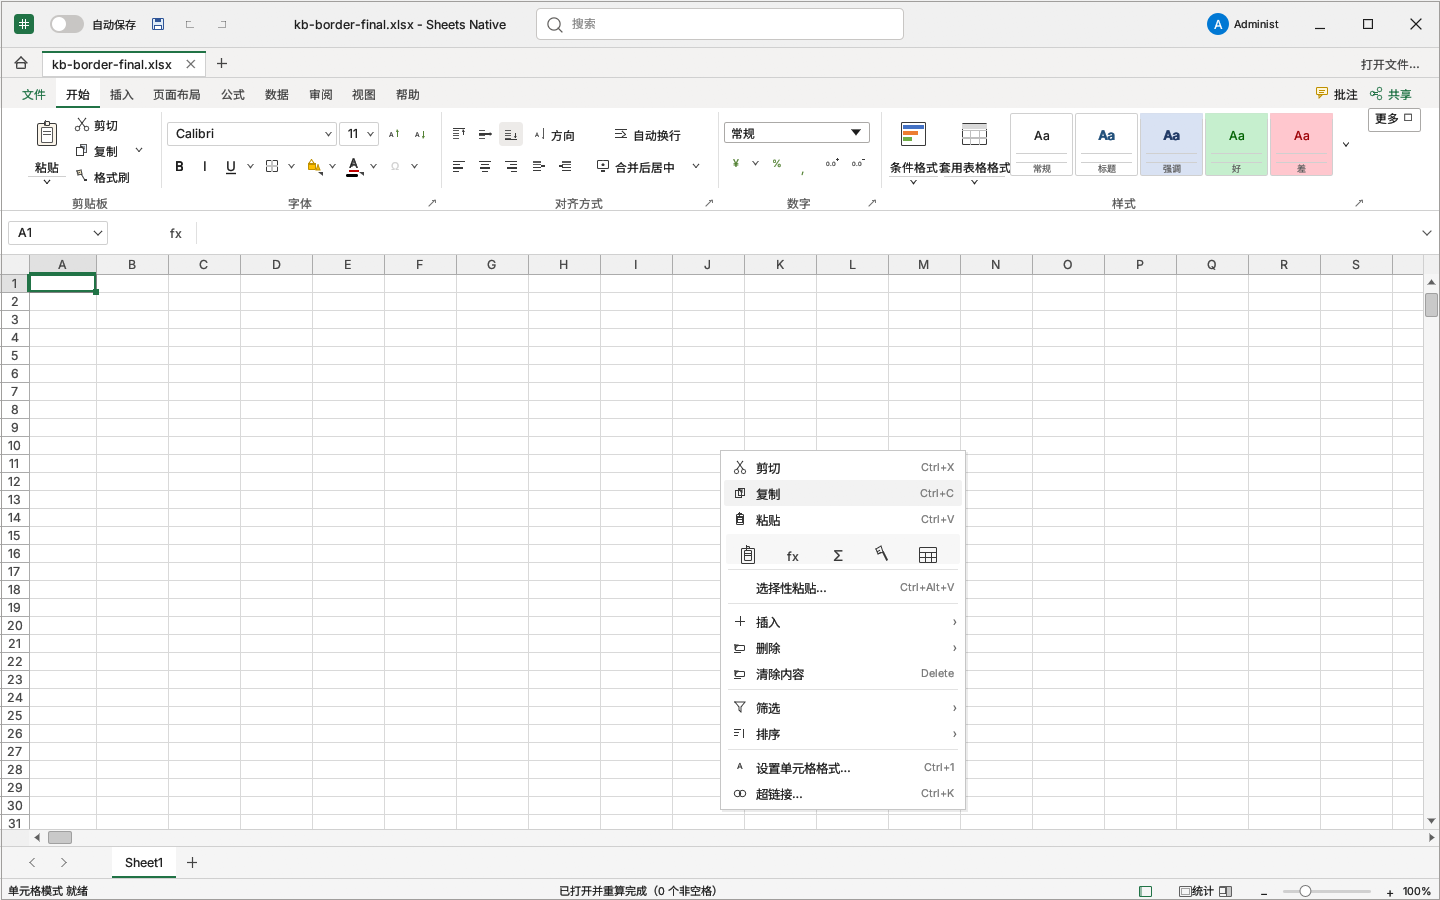 自动保存
kb-border-final.xlsx - Sheets Native
搜索
A
Administ
kb-border-final.xlsx
打开文件...
文件 开始 插入 页面布局 公式 数据 审阅 视图 帮助
批注 共享
粘贴
剪切
复制
格式刷
剪贴板
Calibri
11
B I U
A
字体
方向
自动换行
合并后居中
对齐方式
常规
¥ % ,
数字
条件格式
套用表格格式
Aa 常规
Aa 标题
Aa 强调
Aa 好
Aa 差
样式
更多
A1
fx
A B C D E F G H I J K L M N O P Q R S
1
2
3
4
5
6
7
8
9
10
11
12
13
14
15
16
17
18
19
20
21
22
23
24
25
26
27
28
29
30
31
剪切 Ctrl+X
复制 Ctrl+C
粘贴 Ctrl+V
fx Σ
选择性粘贴... Ctrl+Alt+V
插入
删除
清除内容 Delete
筛选
排序
设置单元格格式... Ctrl+1
超链接... Ctrl+K
Sheet1
单元格模式 就绪
已打开并重算完成（0 个非空格）
统计
100%